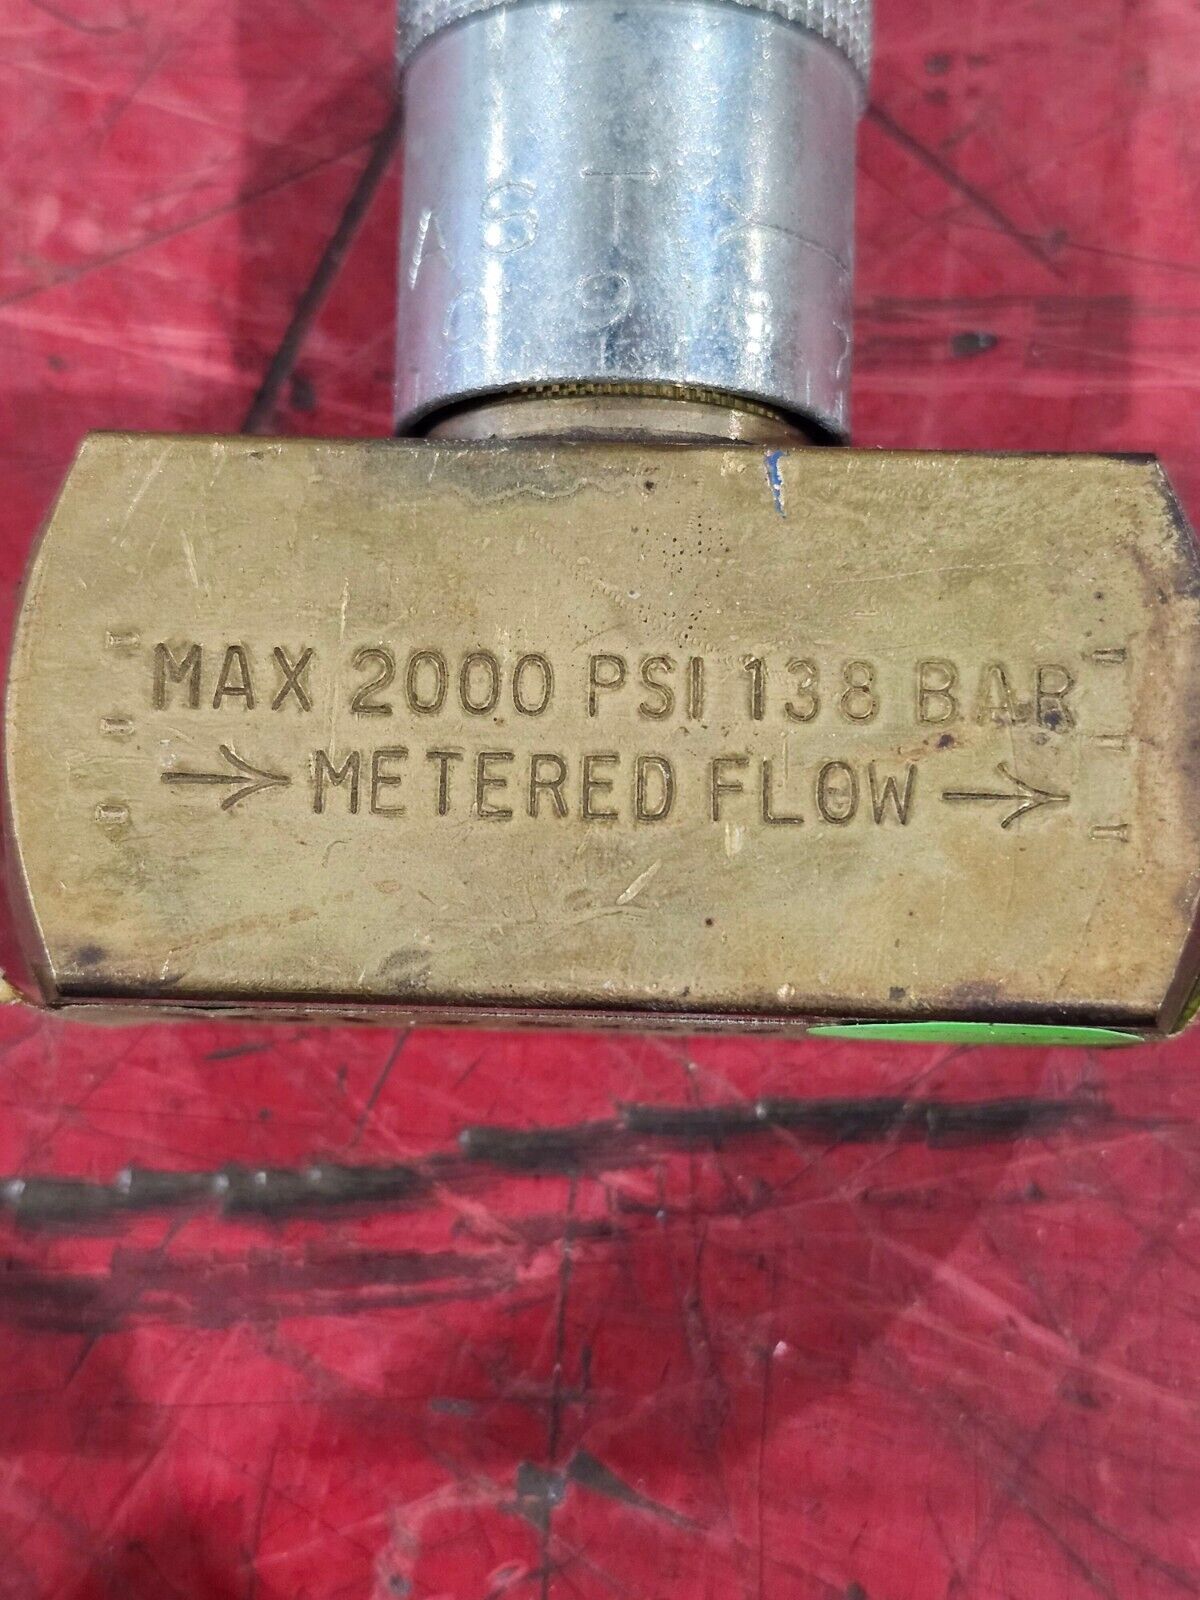 MAX 2000 PSI 138 BAR
→ METERED FLOW →